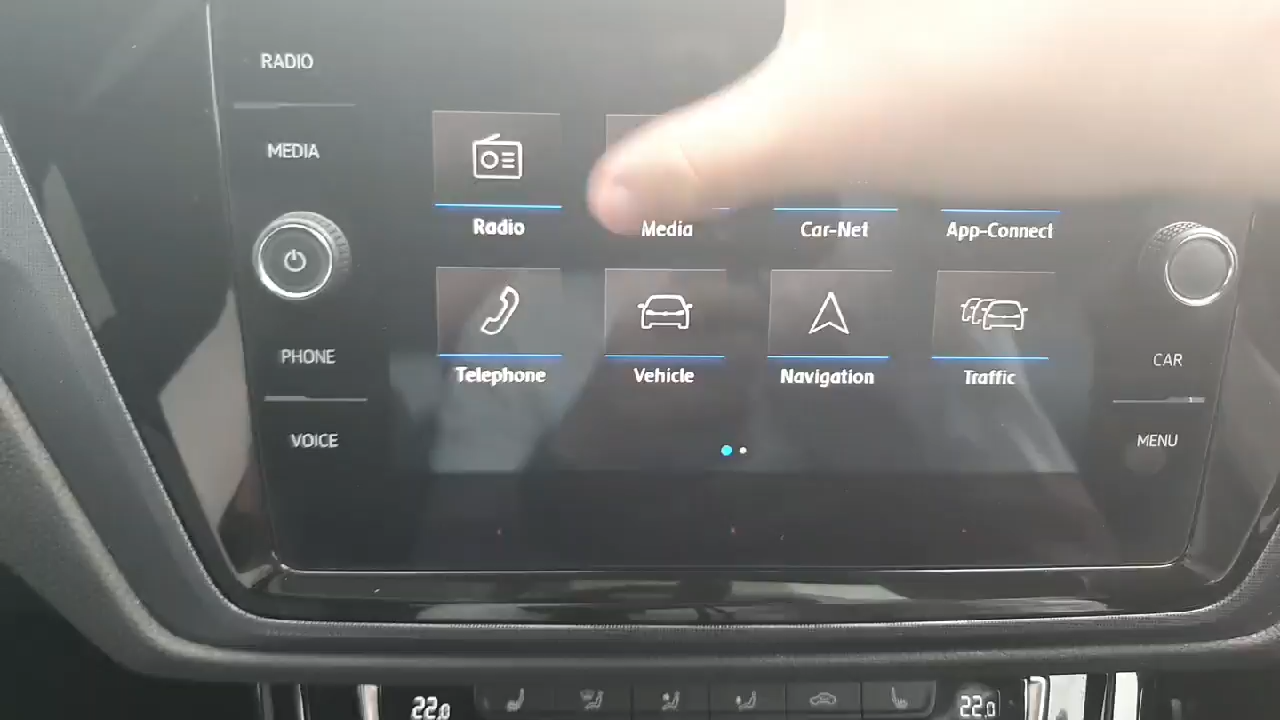 RADIO
MEDIA
Radio
Media
Car-Net
App-Connect
PHONE
Telephone
Vehicle
Navigation
Traffic
CAR
VOICE
MENU
22.0
22.0